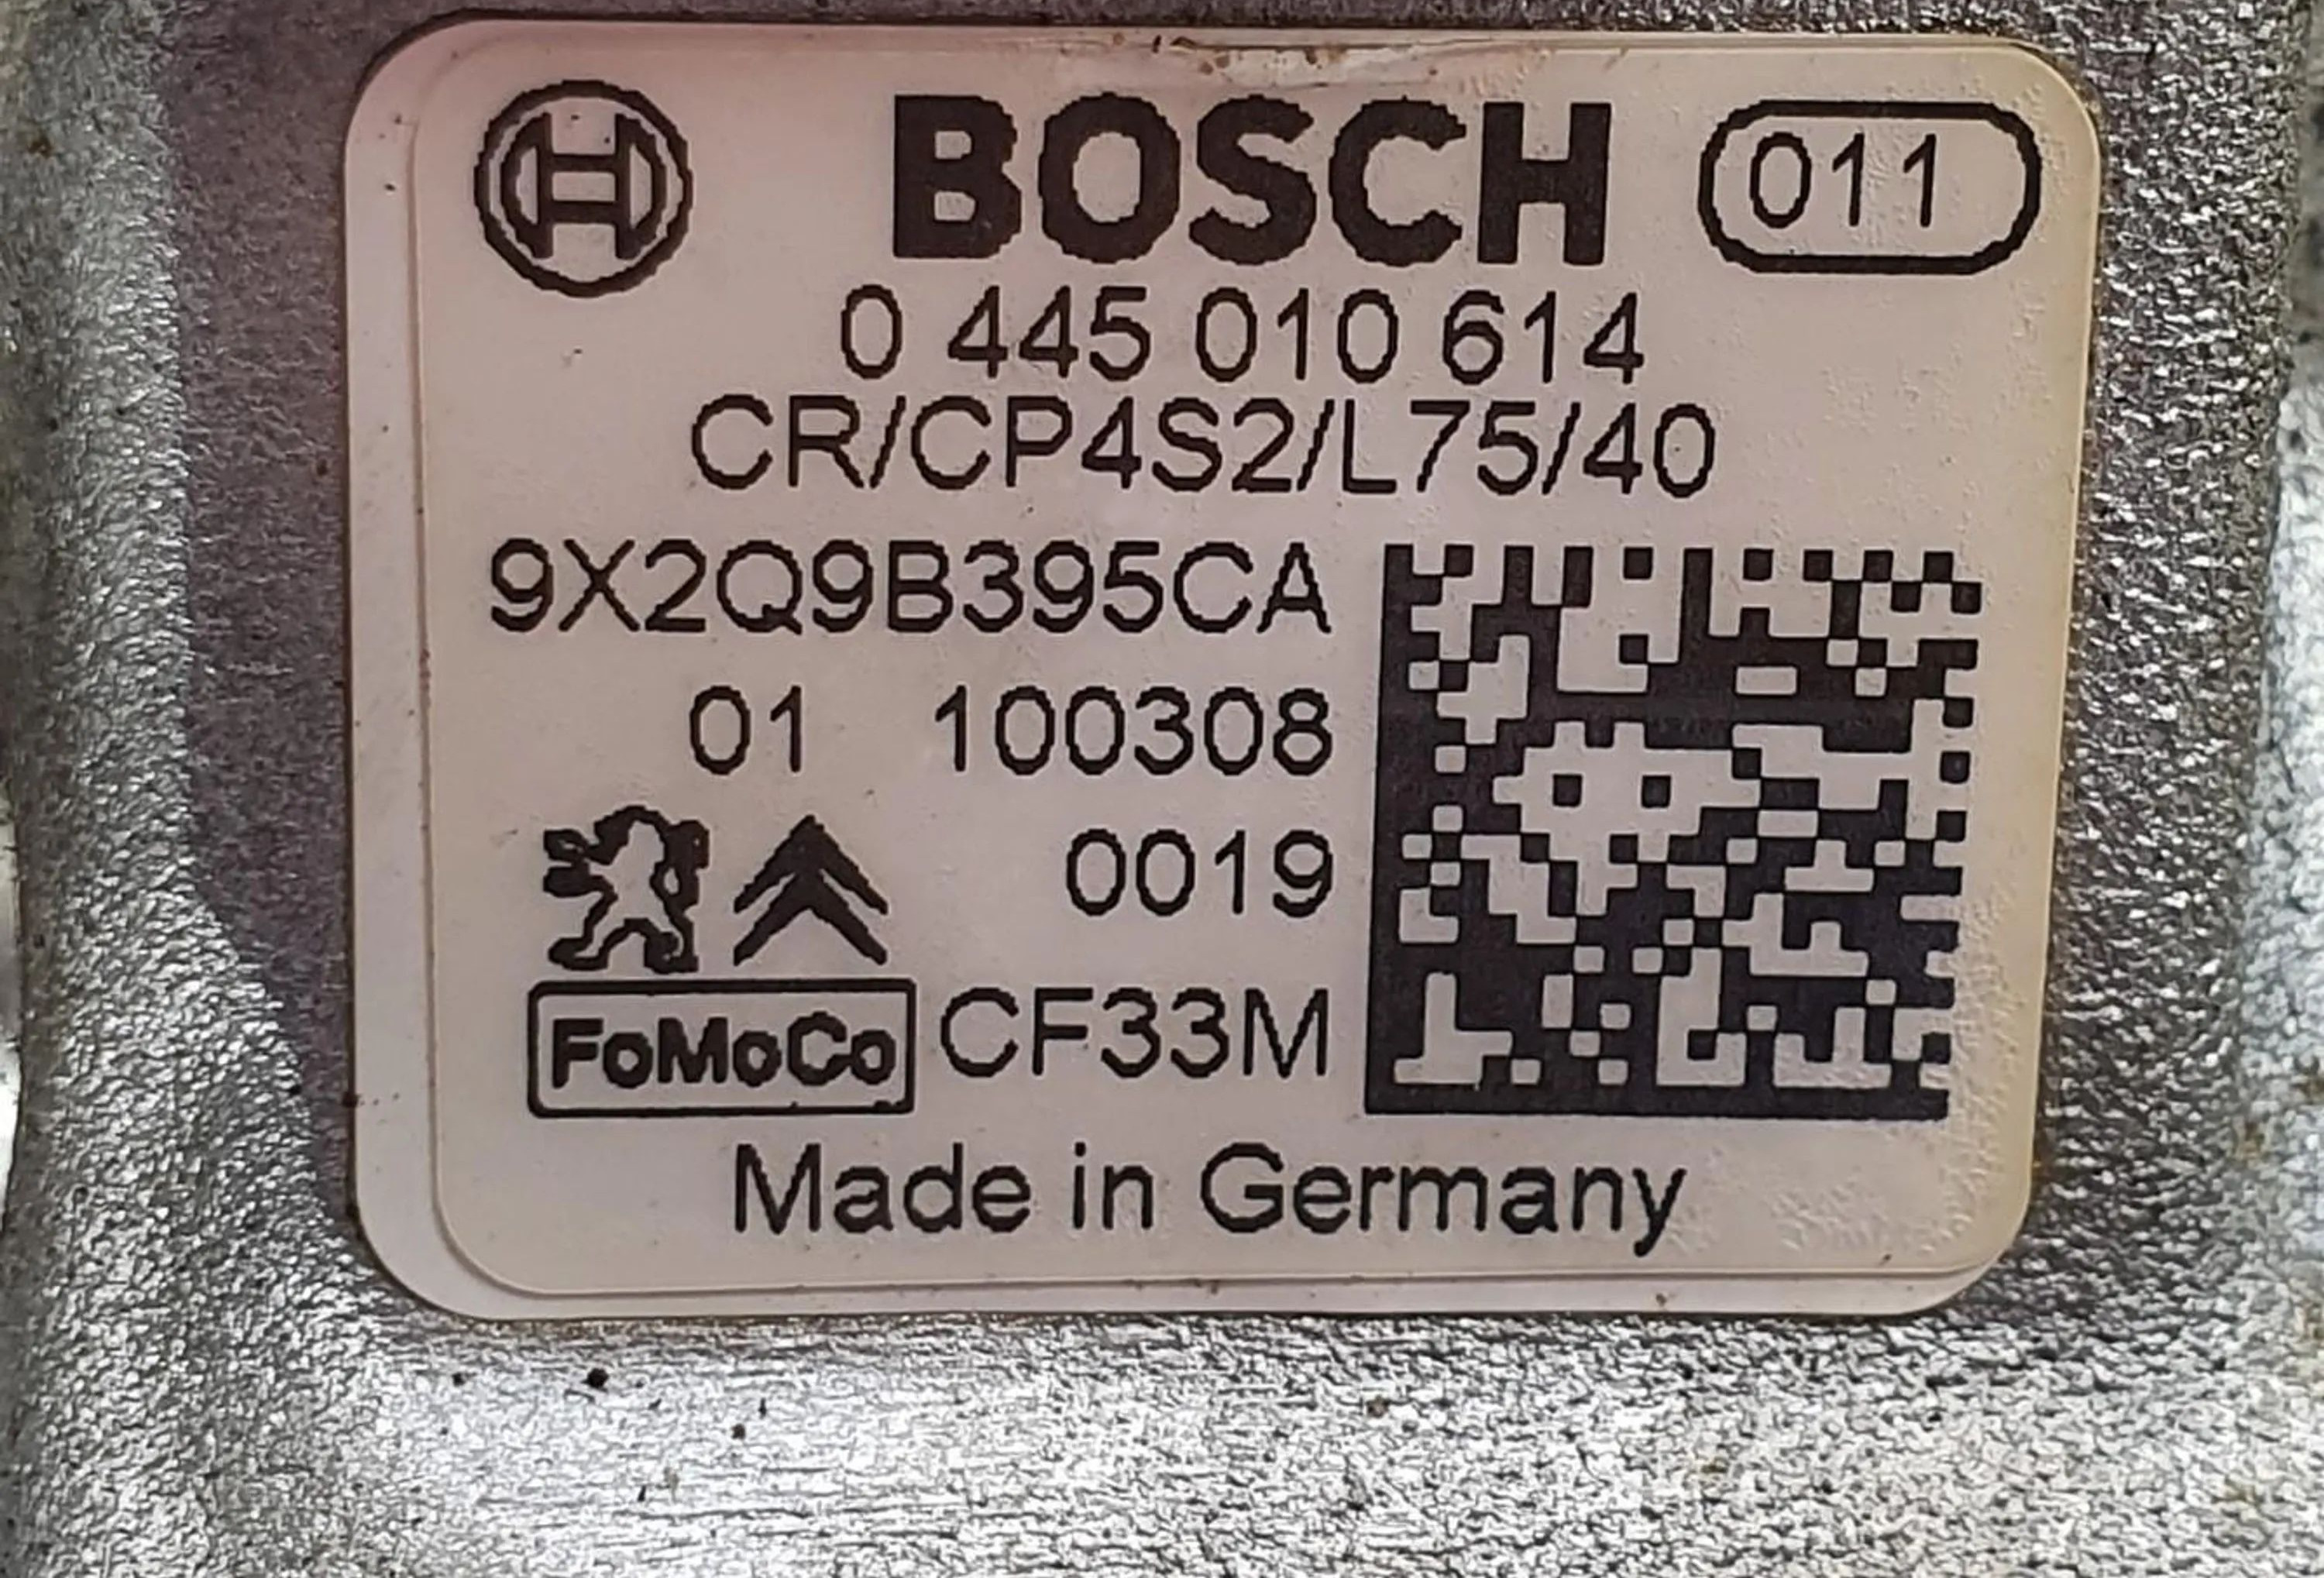 BOSCH 011
0 445 010 614
CR/CP4S2/L75/40
9X2Q9B395CA
01 100308
0019
FoMoCo CF33M
Made in Germany